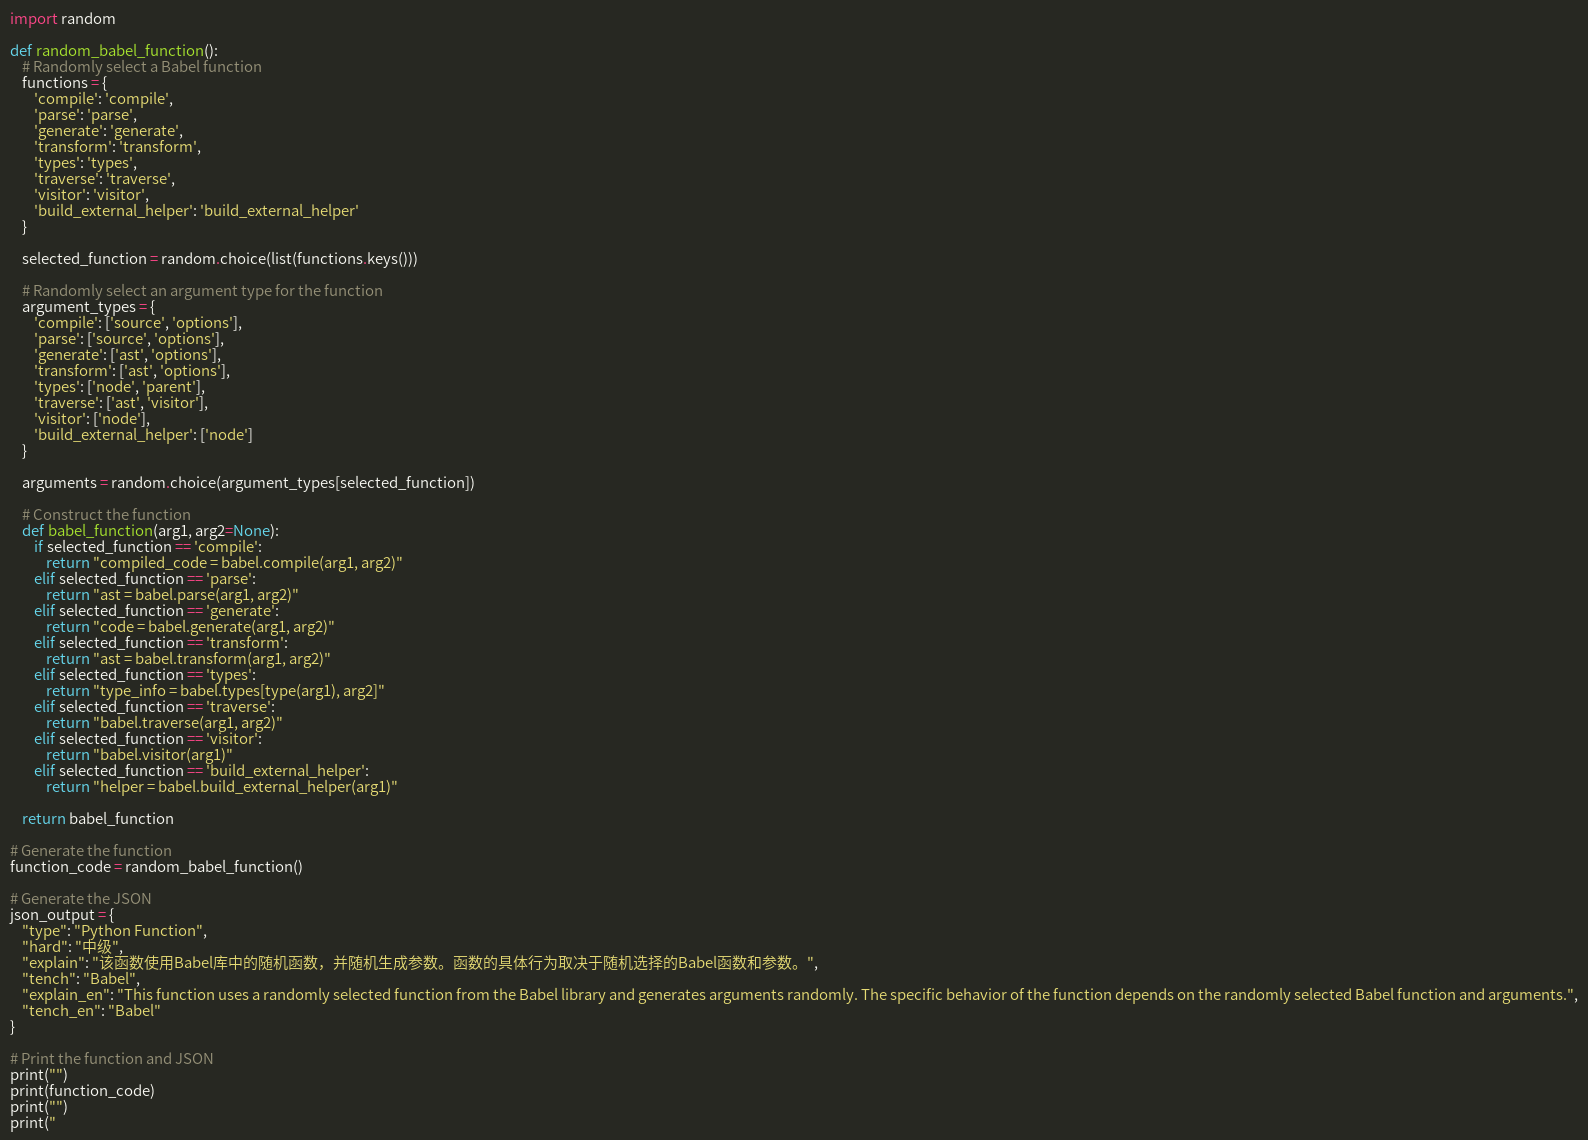 import random
def random_babel_function():
# Randomly select a Babel function
functions = {
'compile': 'compile',
'parse': 'parse',
'generate': 'generate',
'transform': 'transform',
'types': 'types',
'traverse': 'traverse',
'visitor': 'visitor',
'build_external_helper': 'build_external_helper'
}
selected_function = random.choice(list(functions.keys()))
# Randomly select an argument type for the function
argument_types = {
'compile': ['source', 'options'],
'parse': ['source', 'options'],
'generate': ['ast', 'options'],
'transform': ['ast', 'options'],
'types': ['node', 'parent'],
'traverse': ['ast', 'visitor'],
'visitor': ['node'],
'build_external_helper': ['node']
}
arguments = random.choice(argument_types[selected_function])
# Construct the function
def babel_function(arg1, arg2=None):
if selected_function == 'compile':
return "compiled_code = babel.compile(arg1, arg2)"
elif selected_function == 'parse':
return "ast = babel.parse(arg1, arg2)"
elif selected_function == 'generate':
return "code = babel.generate(arg1, arg2)"
elif selected_function == 'transform':
return "ast = babel.transform(arg1, arg2)"
elif selected_function == 'types':
return "type_info = babel.types[type(arg1), arg2]"
elif selected_function == 'traverse':
return "babel.traverse(arg1, arg2)"
elif selected_function == 'visitor':
return "babel.visitor(arg1)"
elif selected_function == 'build_external_helper':
return "helper = babel.build_external_helper(arg1)"
return babel_function
# Generate the function
function_code = random_babel_function()
# Generate the JSON
json_output = {
"type": "Python Function",
"hard": "中级",
"explain": "该函数使用Babel库中的随机函数，并随机生成参数。函数的具体行为取决于随机选择的Babel函数和参数。",
"tench": "Babel",
"explain_en": "This function uses a randomly selected function from the Babel library and generates arguments randomly. The specific behavior of the function depends on the randomly selected Babel function and arguments.",
"tench_en": "Babel"
}
# Print the function and JSON
print("")
print(function_code)
print("")
print("